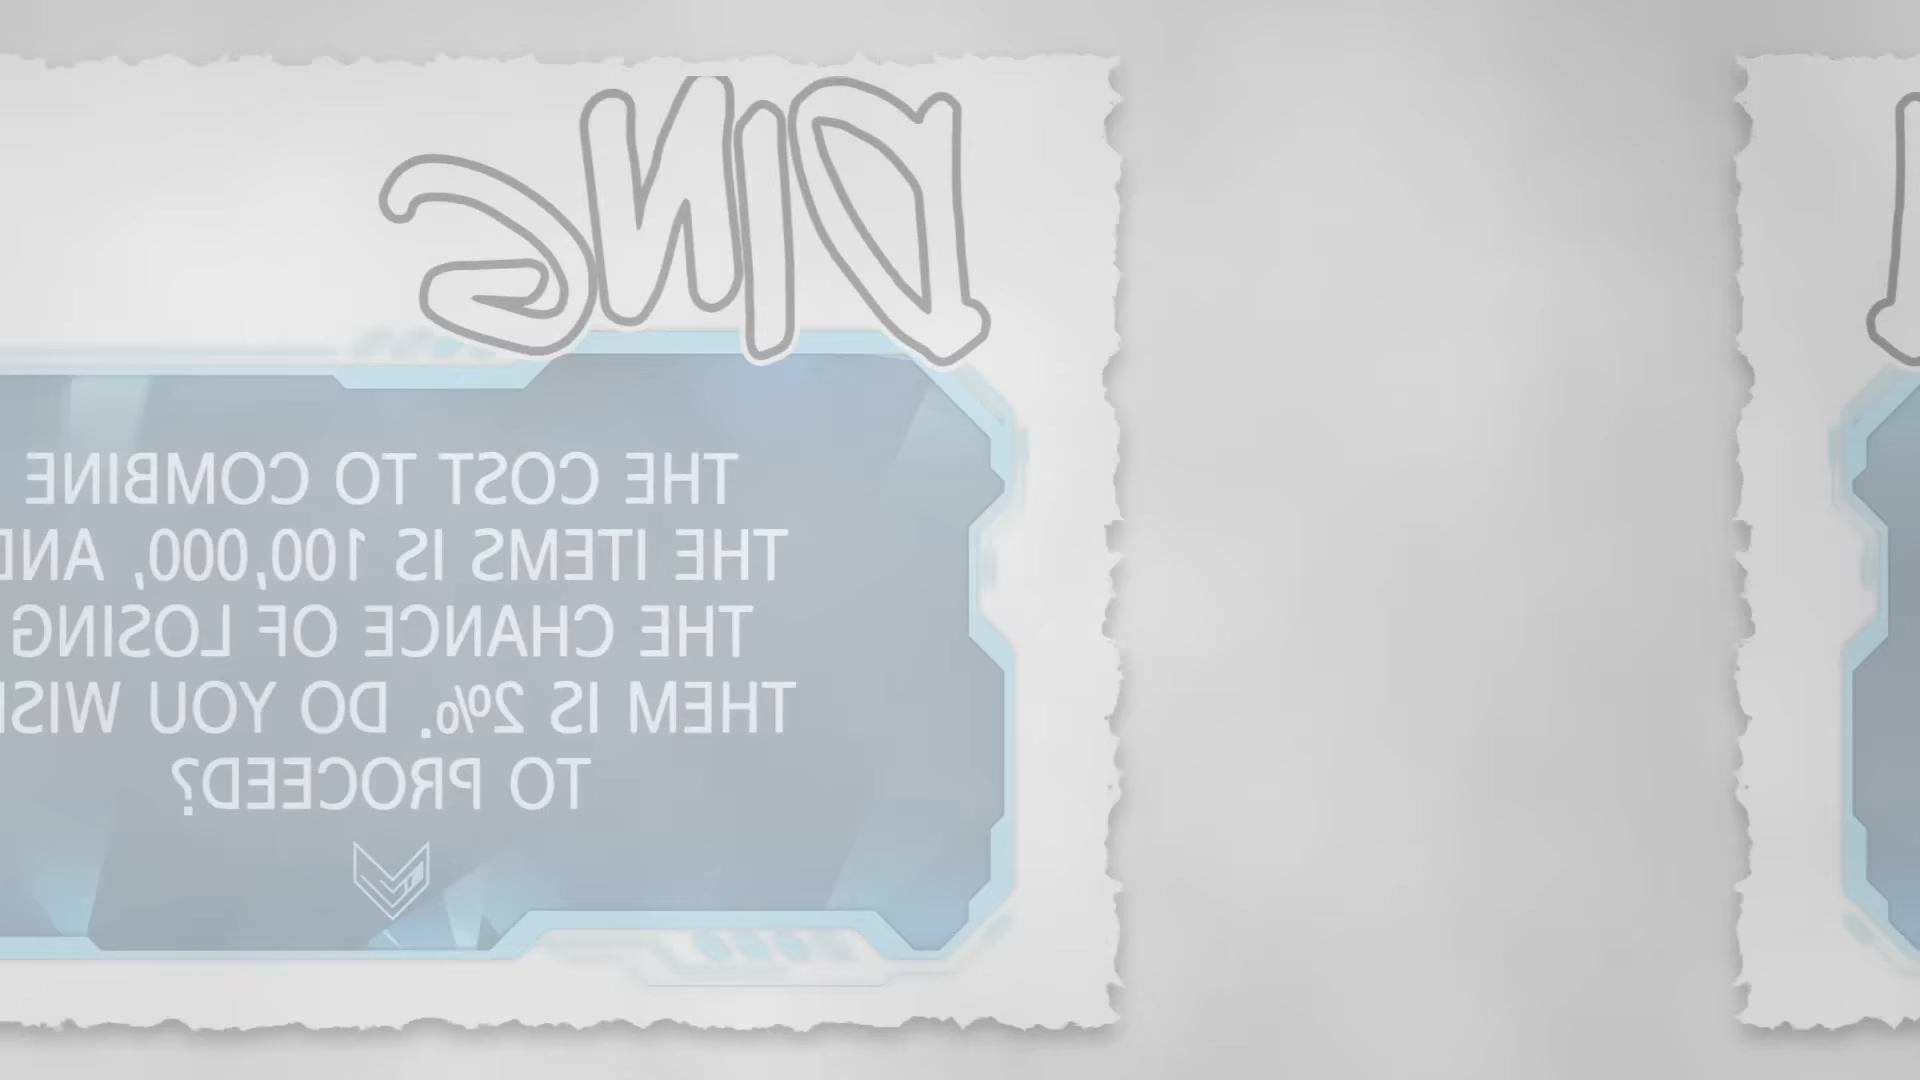 DING
THE COST TO COMBINE
THE ITEMS IS 100,000, AND
THE CHANCE OF LOSING
THEM IS 2%. DO YOU WISH
TO PROCEED?